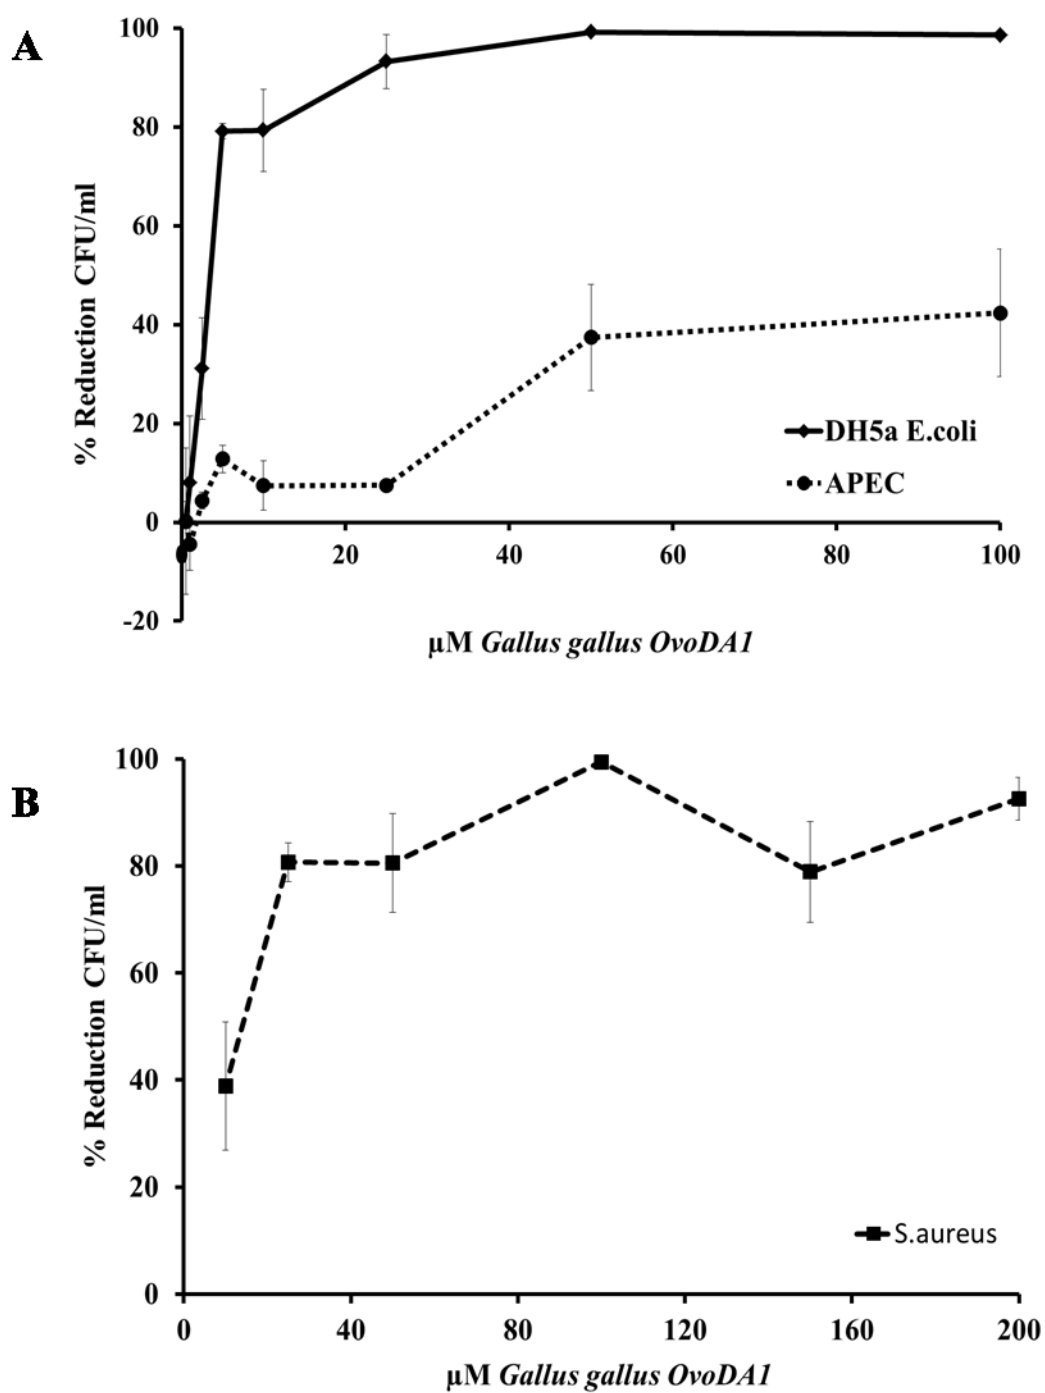 A
100
80
60
40
20
0
-20
% Reduction CFU/ml
20 40 60 80 100
DH5a E.coli
APEC
µM Gallus gallus OvoDA1
B
100
80
60
40
20
0
% Reduction CFU/ml
S.aureus
0 40 80 120 160 200
µM Gallus gallus OvoDA1